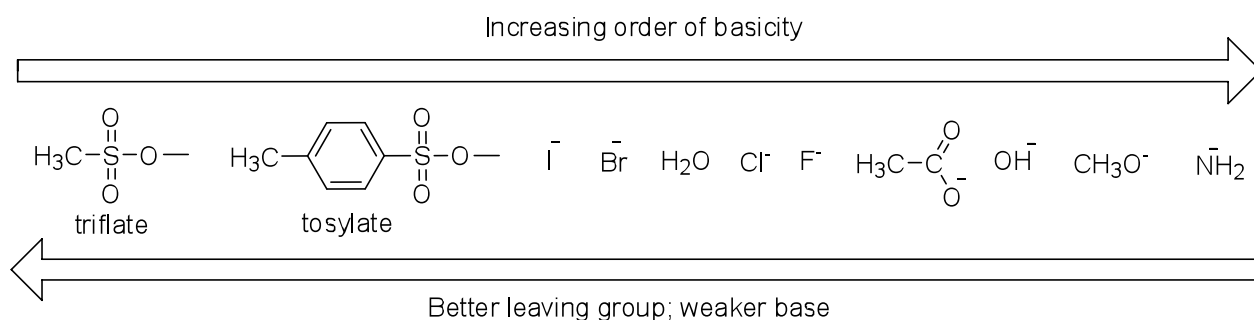 Increasing order of basicity
O
H₃C-S-O—
O
triflate
H₃C
O
S-O—
O
tosylate
I⁻ Br⁻ H₂O Cl⁻ F⁻
O
H₃C-C
O⁻
OH⁻ CH₃O⁻ NH₂⁻
Better leaving group; weaker base